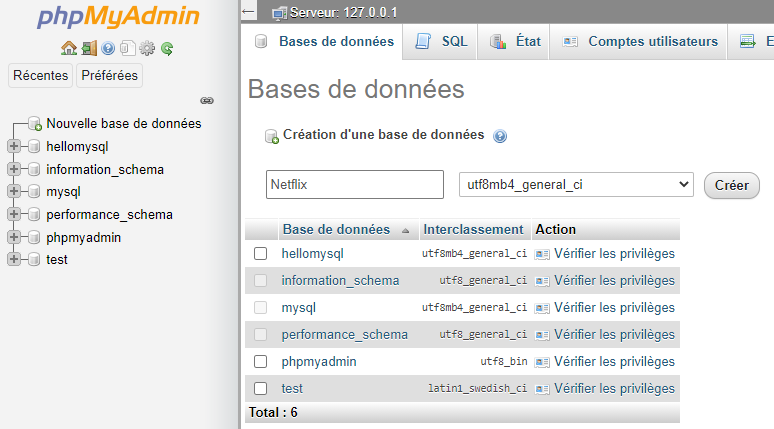 phpMyAdmin
Récentes Préférées
Nouvelle base de données
hellomysql
information_schema
mysql
performance_schema
phpmyadmin
test
Serveur: 127.0.0.1
Bases de données SQL État Comptes utilisateurs E
Bases de données
Création d'une base de données
Netflix utf8mb4_general_ci Créer
Base de données Interclassement Action
hellomysql utf8mb4_general_ci Vérifier les privilèges
information_schema utf8_general_ci Vérifier les privilèges
mysql utf8mb4_general_ci Vérifier les privilèges
performance_schema utf8_general_ci Vérifier les privilèges
phpmyadmin utf8_bin Vérifier les privilèges
test latin1_swedish_ci Vérifier les privilèges
Total : 6